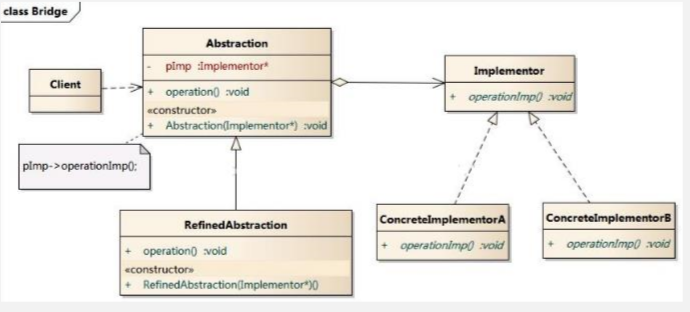 class Bridge
Abstraction
- pImp :Implementor*
+ operation() :void
«constructor»
+ Abstraction(Implementor*) :void
Client
Implementor
+ operationImp() :void
pImp->operationImp();
RefinedAbstraction
+ operation() :void
«constructor»
+ RefinedAbstraction(Implementor*)()
ConcreteImplementorA
+ operationImp() :void
ConcreteImplementorB
+ operationImp() :void